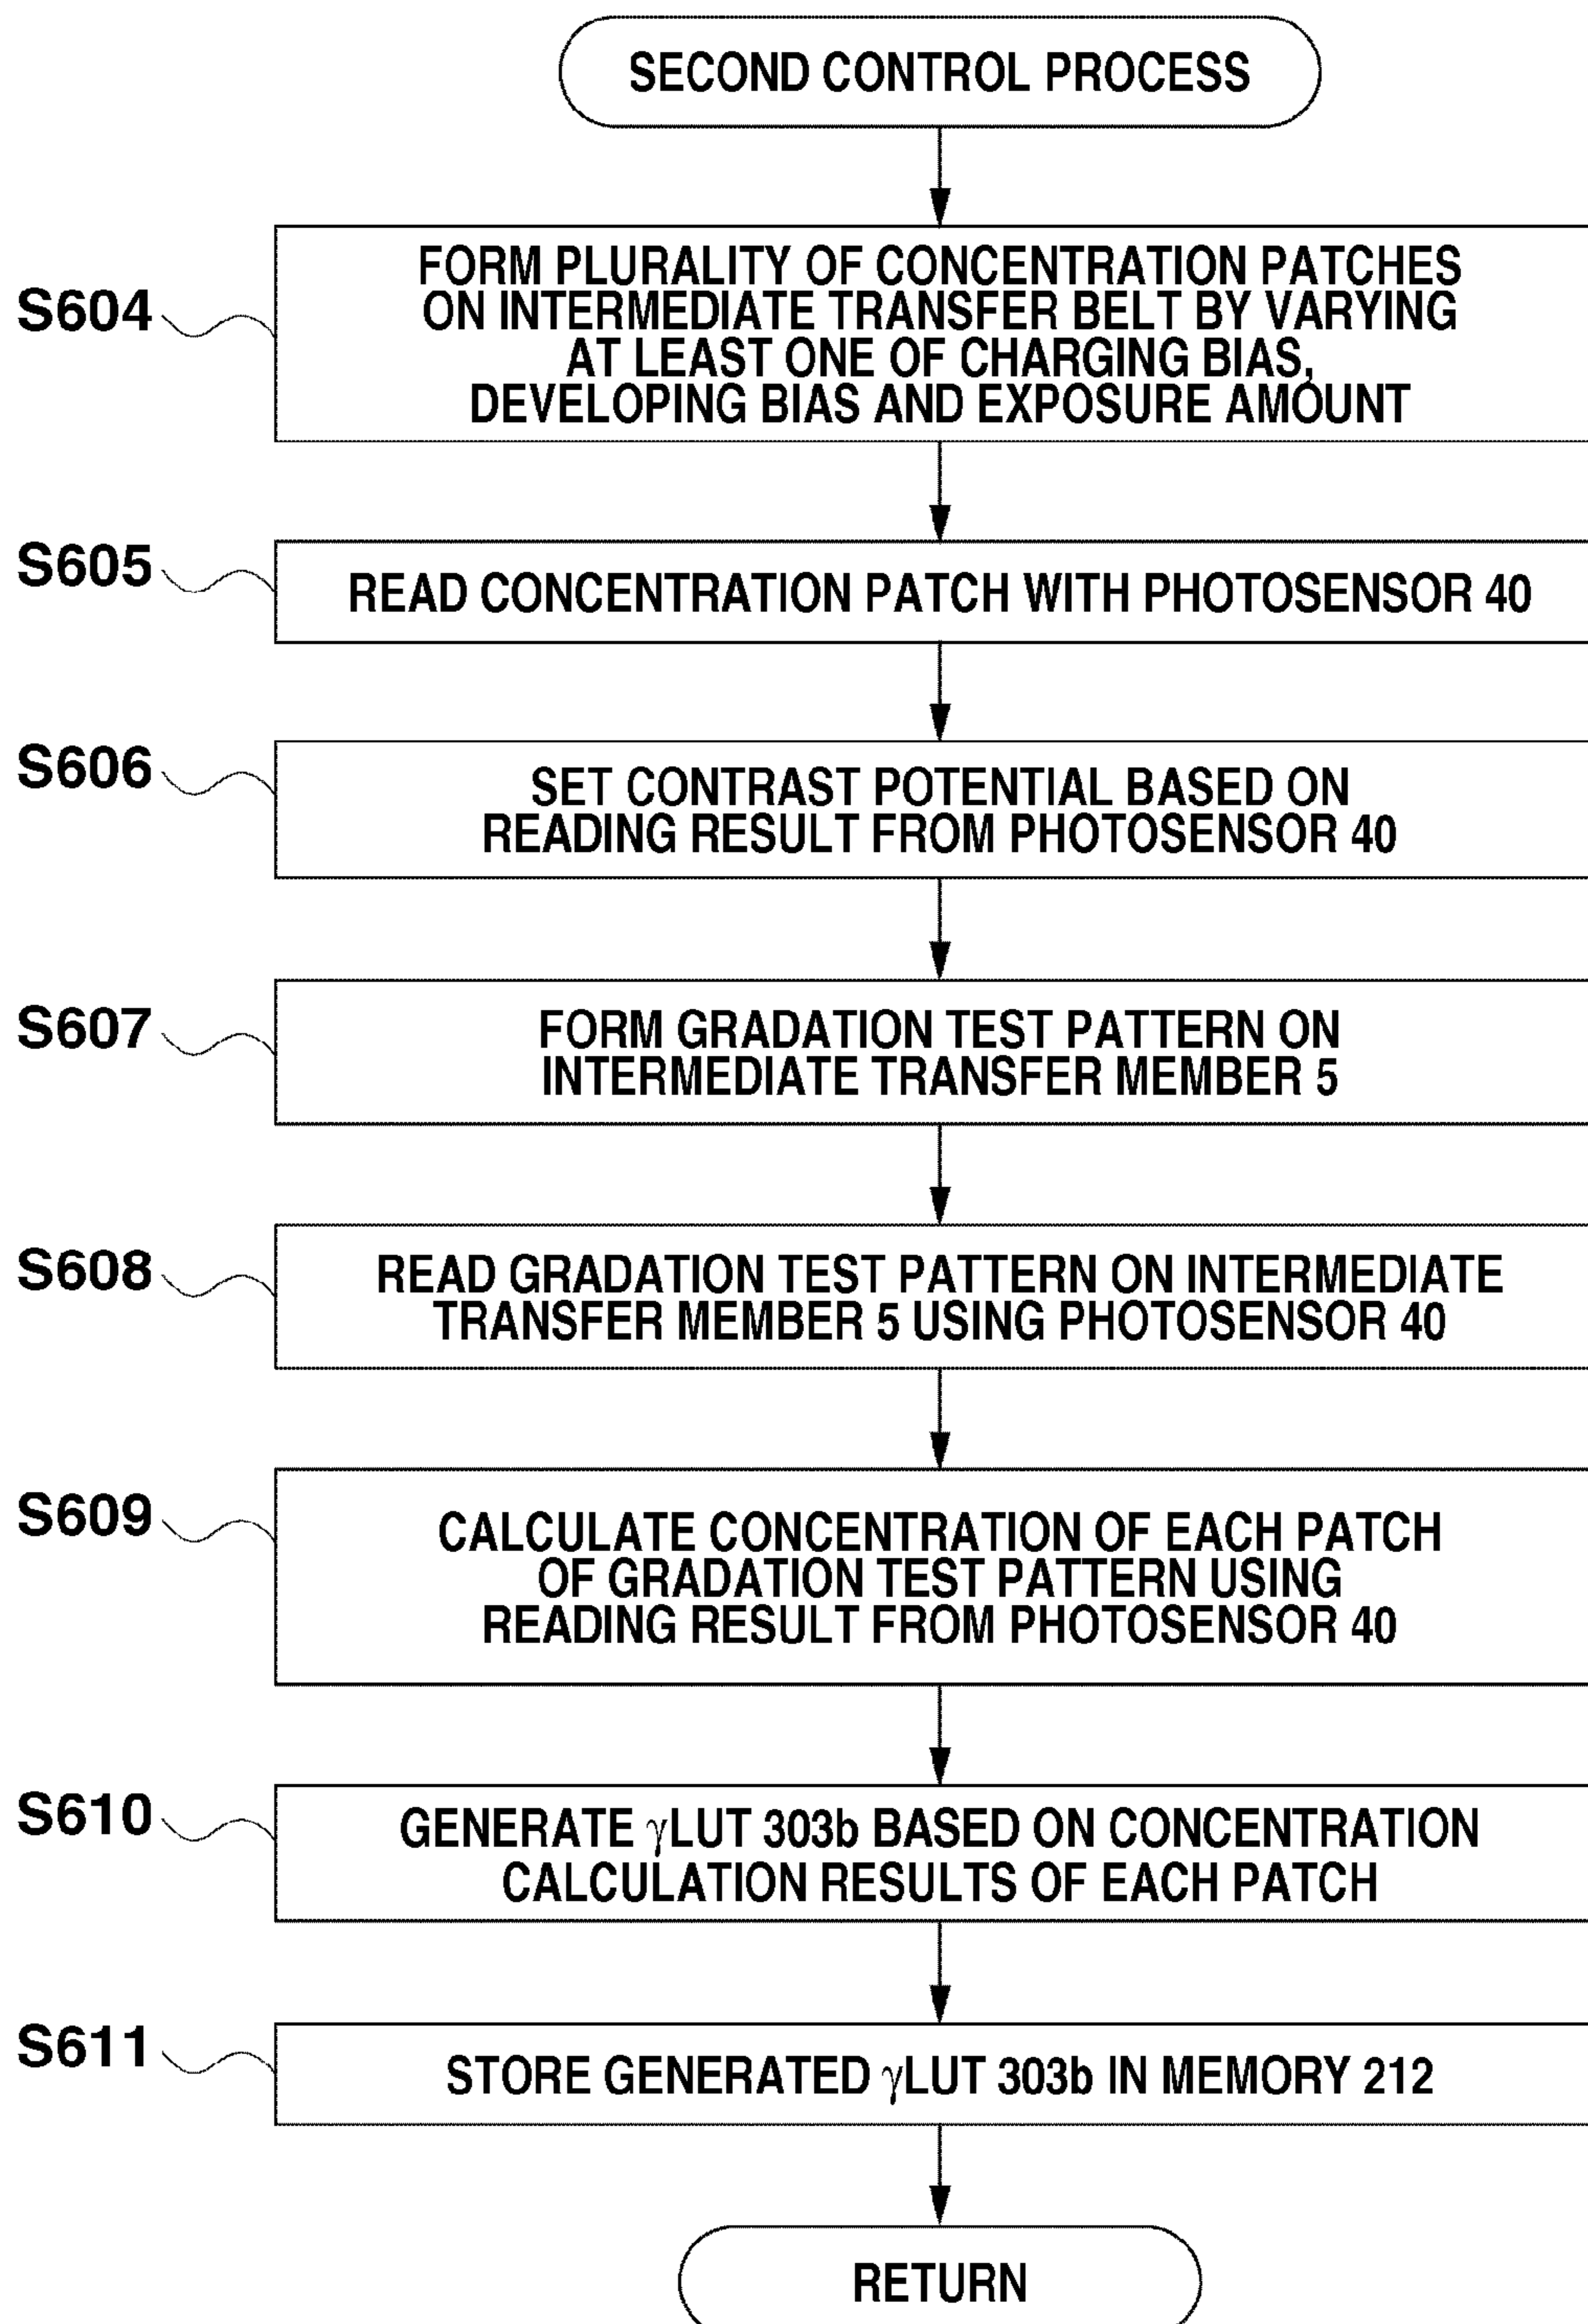 SECOND CONTROL PROCESS
S604
FORM PLURALITY OF CONCENTRATION PATCHES
ON INTERMEDIATE TRANSFER BELT BY VARYING
AT LEAST ONE OF CHARGING BIAS,
DEVELOPING BIAS AND EXPOSURE AMOUNT
S605
READ CONCENTRATION PATCH WITH PHOTOSENSOR 40
S606
SET CONTRAST POTENTIAL BASED ON
READING RESULT FROM PHOTOSENSOR 40
S607
FORM GRADATION TEST PATTERN ON
INTERMEDIATE TRANSFER MEMBER 5
S608
READ GRADATION TEST PATTERN ON INTERMEDIATE
TRANSFER MEMBER 5 USING PHOTOSENSOR 40
S609
CALCULATE CONCENTRATION OF EACH PATCH
OF GRADATION TEST PATTERN USING
READING RESULT FROM PHOTOSENSOR 40
S610
GENERATE γLUT 303b BASED ON CONCENTRATION
CALCULATION RESULTS OF EACH PATCH
S611
STORE GENERATED γLUT 303b IN MEMORY 212
RETURN